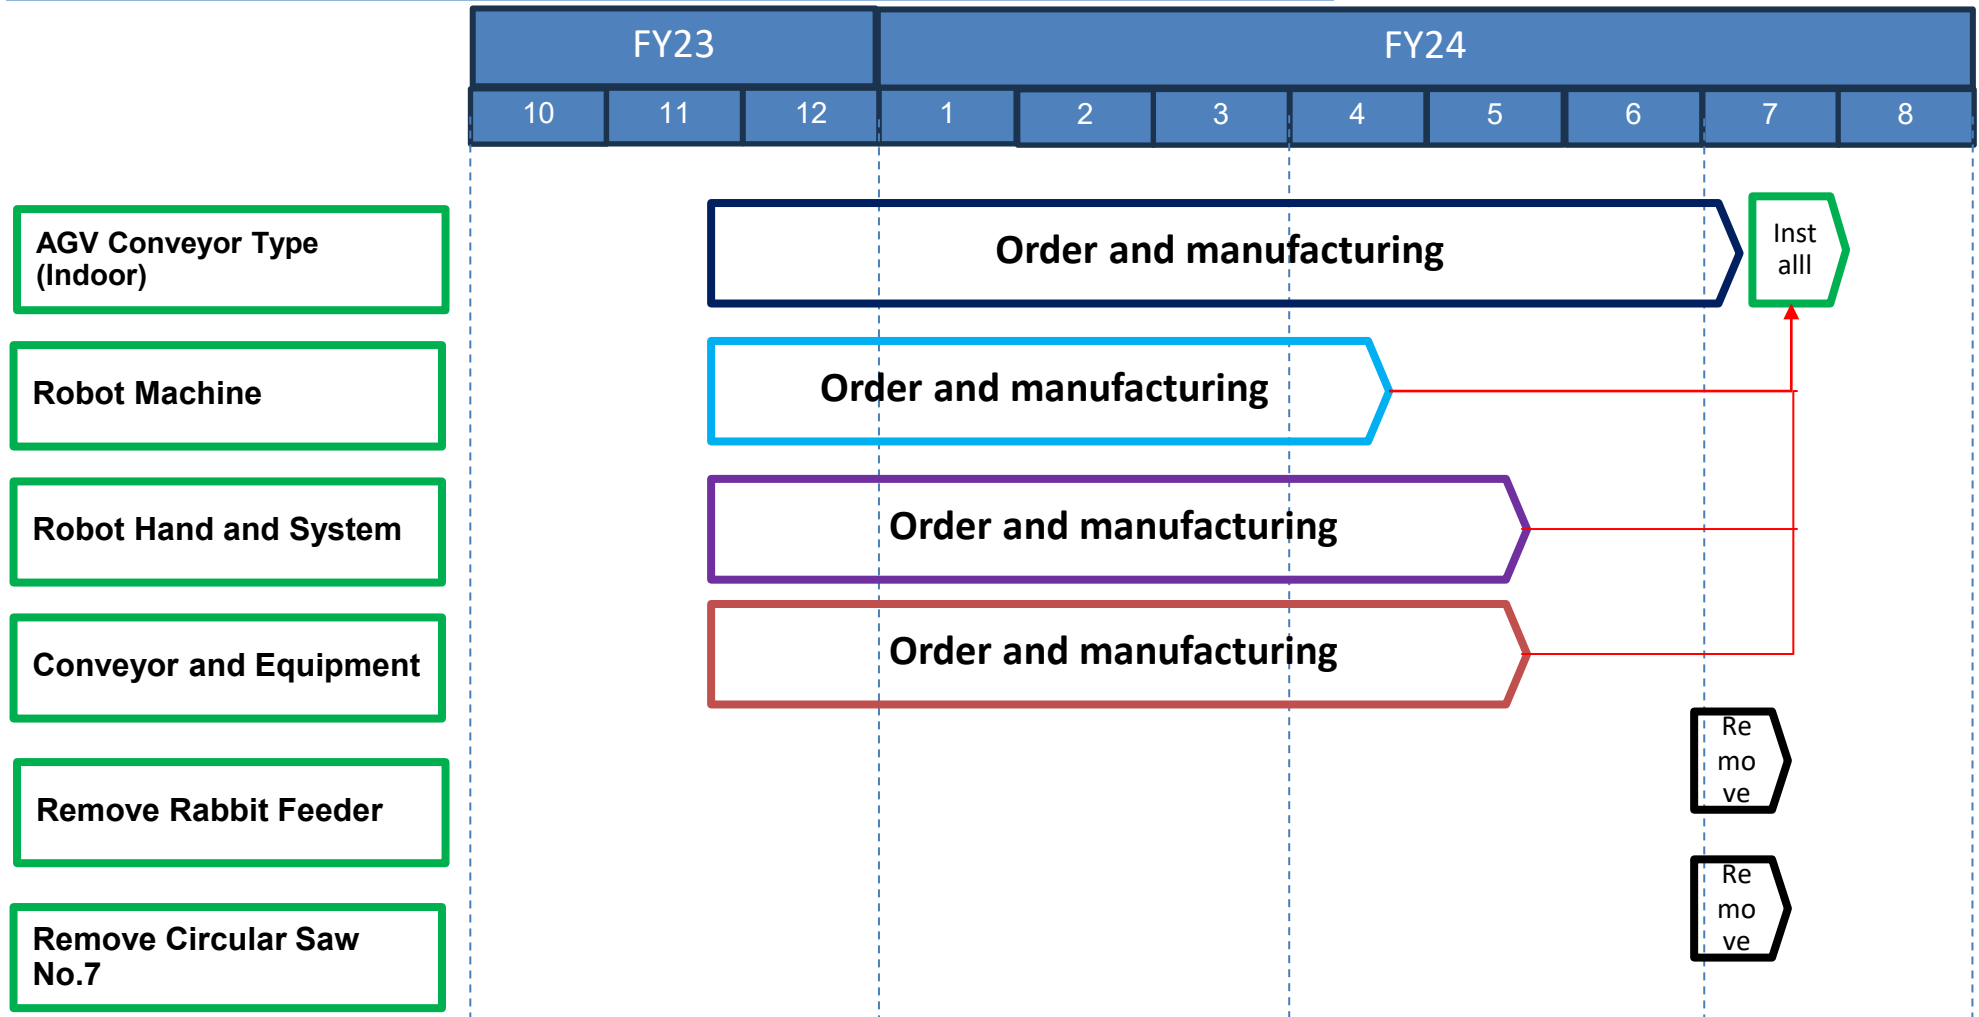 FY23
FY24
10
11
12
1
2
3
4
5
6
7
8
AGV Conveyor Type
(Indoor)
Order and manufacturing
Inst
alll
Robot Machine
Order and manufacturing
Robot Hand and System
Order and manufacturing
Conveyor and Equipment
Order and manufacturing
Remove Rabbit Feeder
Re
mo
ve
Remove Circular Saw
No.7
Re
mo
ve